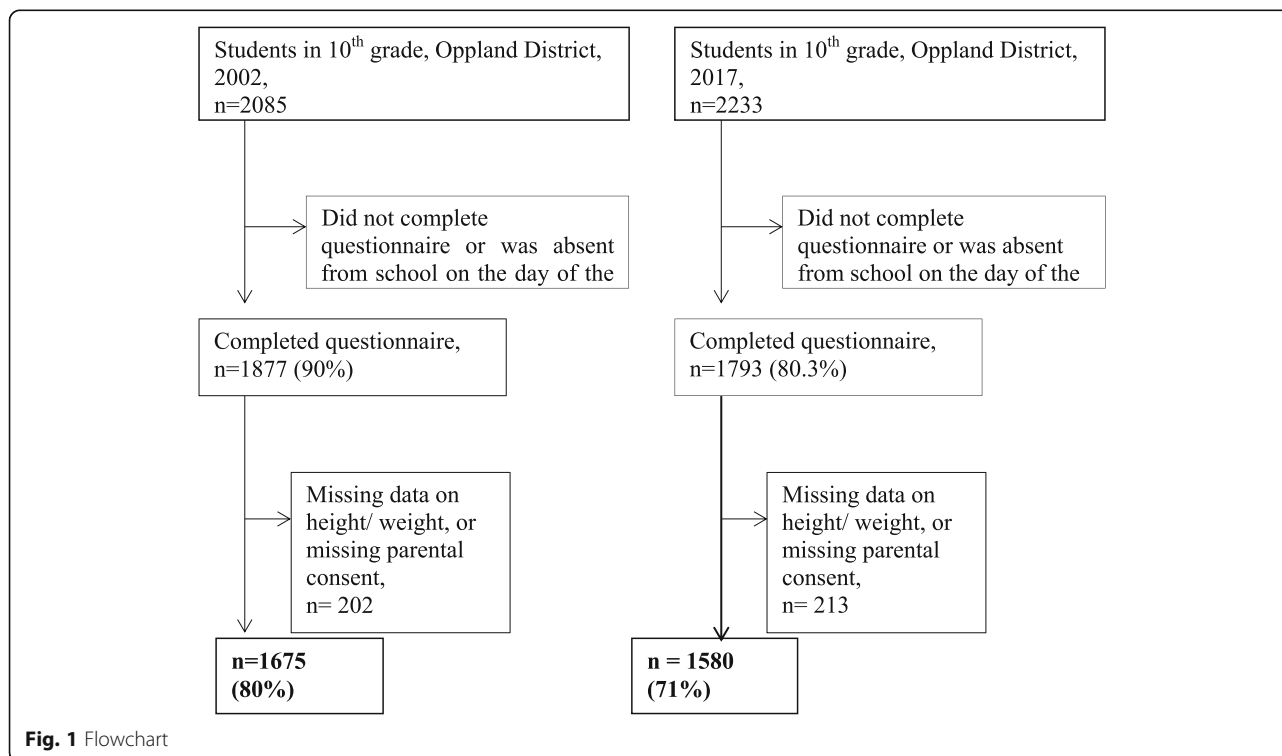 Students in 10th grade, Oppland District,
2002,
n=2085
Students in 10th grade, Oppland District,
2017,
n=2233
Did not complete
questionnaire or was absent
from school on the day of the
Did not complete
questionnaire or was absent
from school on the day of the
Completed questionnaire,
n=1877 (90%)
Completed questionnaire,
n=1793 (80.3%)
Missing data on
height/ weight, or
missing parental
consent,
n= 202
Missing data on
height/ weight, or
missing parental
consent,
n= 213
n=1675
(80%)
n = 1580
(71%)
Fig. 1 Flowchart